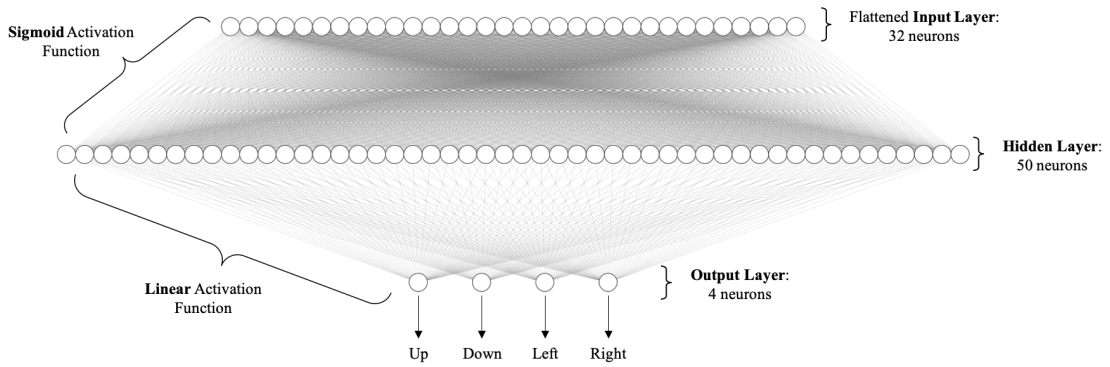 Sigmoid Activation
Function
Flattened Input Layer:
32 neurons
Hidden Layer:
50 neurons
Linear Activation
Function
Output Layer:
4 neurons
Up
Down
Left
Right